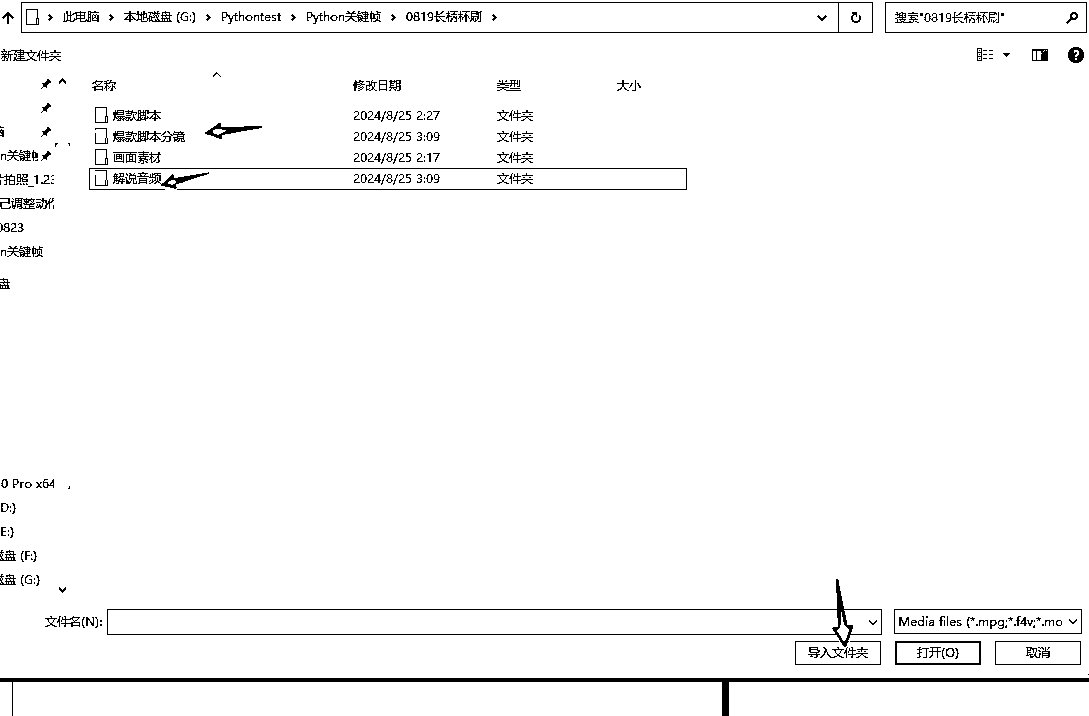 此电脑 › 本地磁盘 (G:) › Pythontest › Python关键帧 › 0819长柄杯刷 ›
搜索"0819长柄杯刷"
新建文件夹
名称 修改日期 类型 大小
爆款脚本 2024/8/25 2:27 文件夹
爆款脚本分镜 2024/8/25 3:09 文件夹
画面素材 2024/8/25 2:17 文件夹
解说音频 2024/8/25 3:09 文件夹
n关键帧
拍照_1.23
己调整动作
0823
n关键帧
盘
0 Pro x64
D:)
E:)
磁盘 (F:)
磁盘 (G:)
文件名(N):
Media files (*.mpg;*.f4v;*.mo
导入文件夹 打开(O) 取消